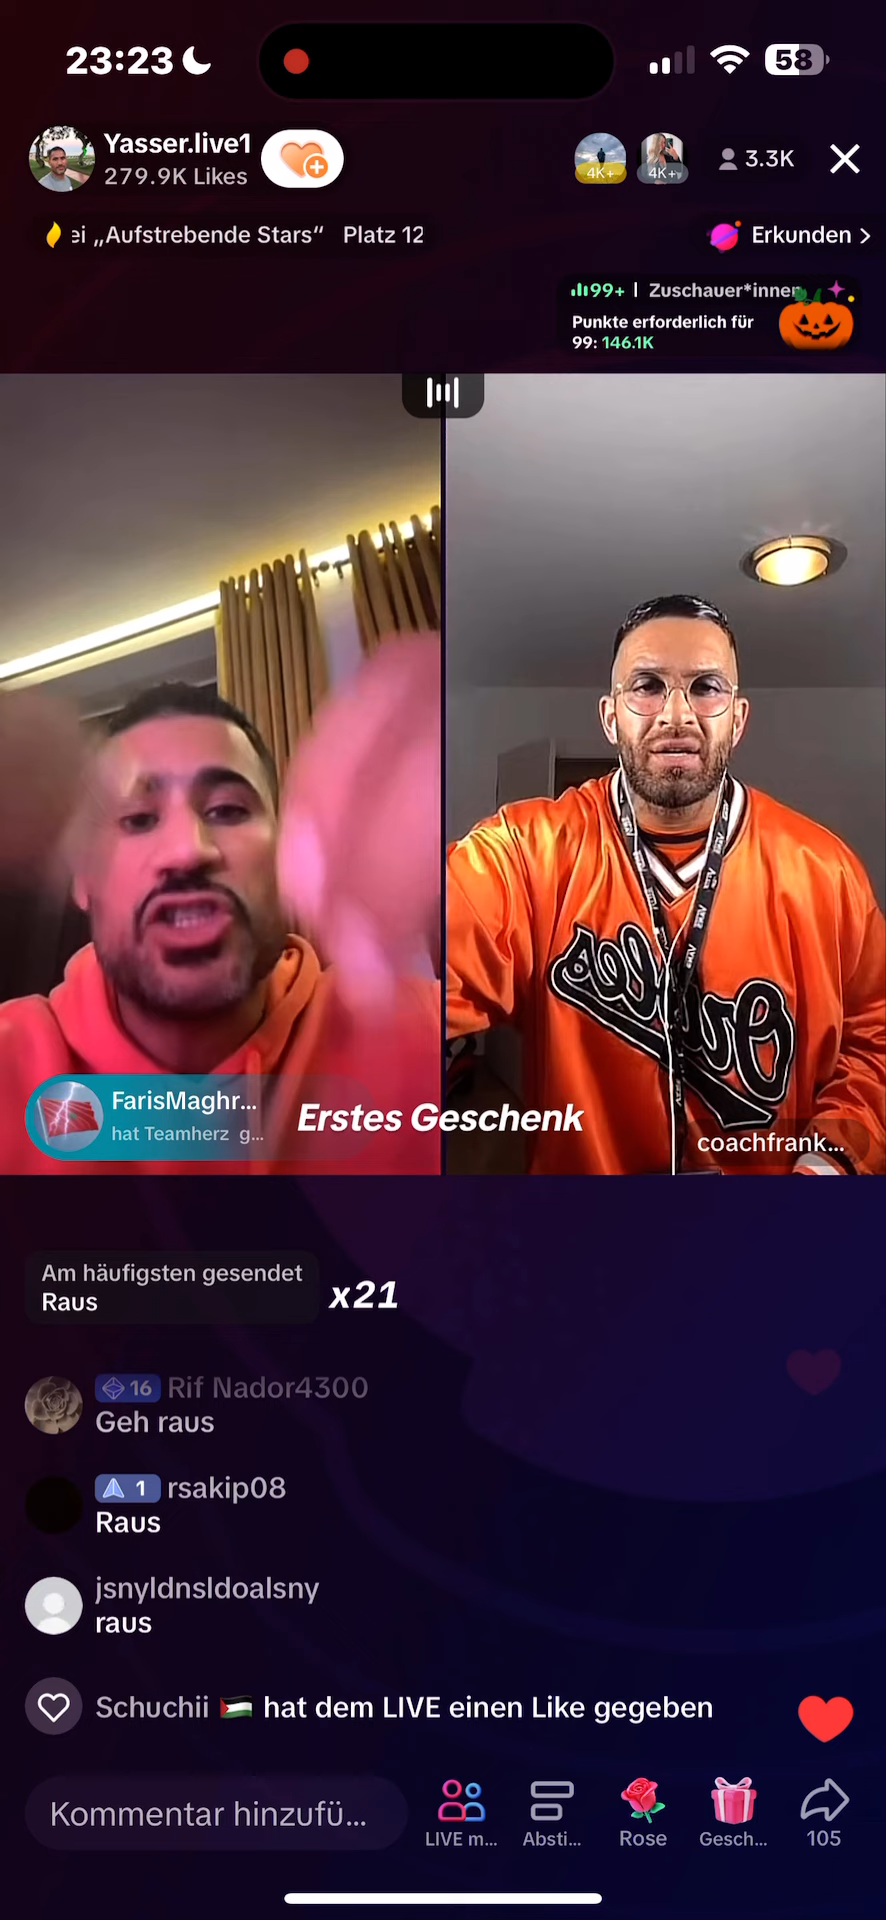 23:23
58
Yasser.live1
279.9K Likes
4K+
4K+
3.3K
ei „Aufstrebende Stars“ Platz 12
Erkunden >
99+ | Zuschauer*innen
Punkte erforderlich für
99: 146.1K
FarisMaghr...
hat Teamherz g...
Erstes Geschenk
coachfrank...
Am häufigsten gesendet
Raus
x21
16 Rif Nador4300
Geh raus
1 rsakip08
Raus
jsnyldnsldoalsny
raus
Schuchii 🇵🇸 hat dem LIVE einen Like gegeben
Kommentar hinzufü...
LIVE m...
Absti...
Rose
Gesch...
105